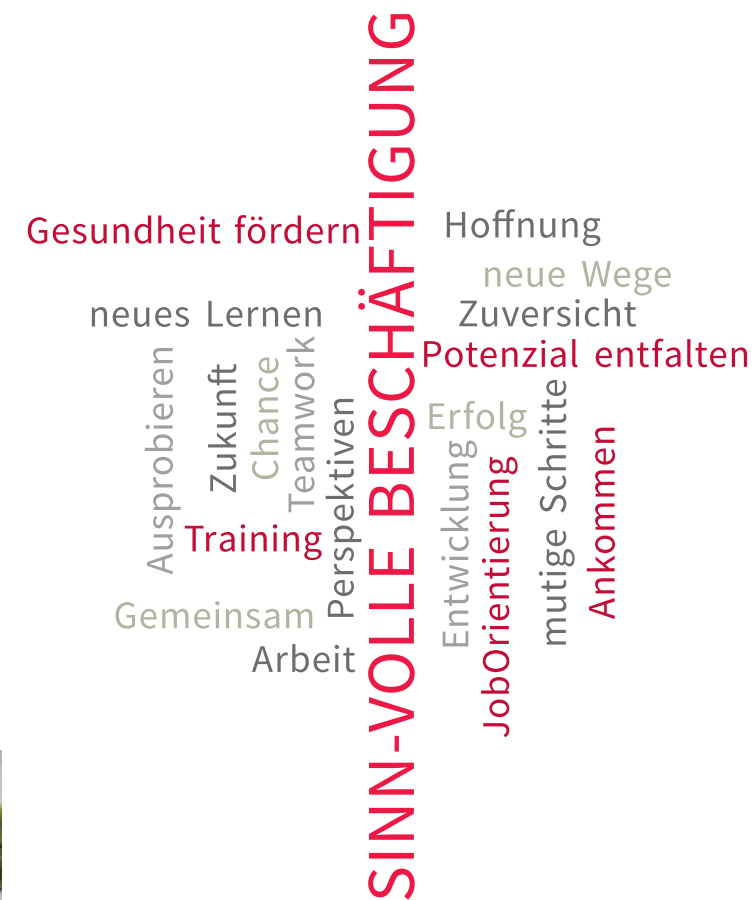 SINN-VOLLE BESCHÄFTIGUNG
Gesundheit fördern
neues Lernen
Ausprobieren
Zukunft
Chance
Teamwork
Perspektiven
Training
Gemeinsam
Arbeit
Hoffnung
neue Wege
Zuversicht
Potenzial entfalten
Erfolg
Entwicklung
JobOrientierung
mutige Schritte
Ankommen